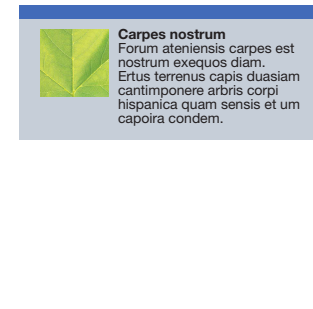 Carpes nostrum
Forum ateniensis carpes est
nostrum exequos diam.
Ertus terrenus capis duasiam
cantimponere arbris corpi
hispanica quam sensis et um
capoira condem.